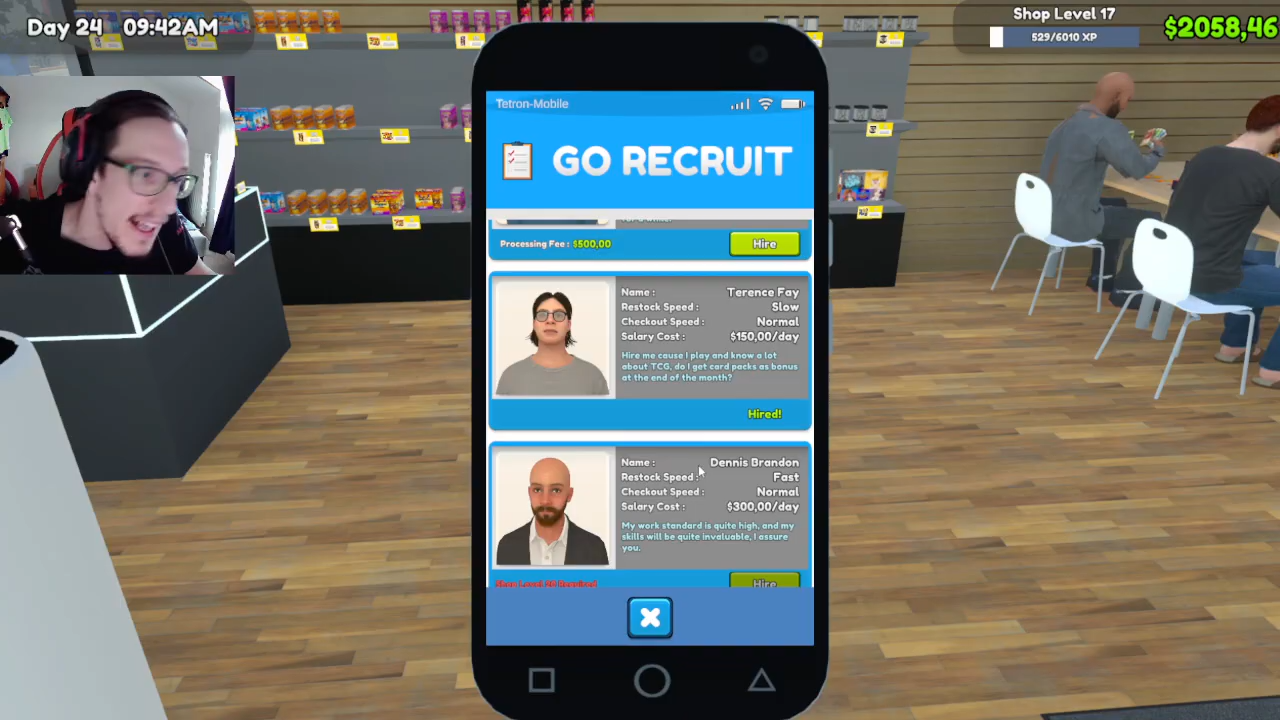 Day 24 09:42AM
Shop Level 17
529/6010 XP
$2058,46
Tetron-Mobile
GO RECRUIT
Processing Fee : $500,00
Hire
Name : Terence Fay
Restock Speed : Slow
Checkout Speed : Normal
Salary Cost : $150,00/day
Hire me cause I play and know a lot
about TCG, do I get card packs as bonus
at the end of the month?
Hired!
Name : Dennis Brandon
Restock Speed : Fast
Checkout Speed : Normal
Salary Cost : $300,00/day
My work standard is quite high, and my
skills will be quite invaluable, I assure
you.
Shop Level 20 Required
Hire